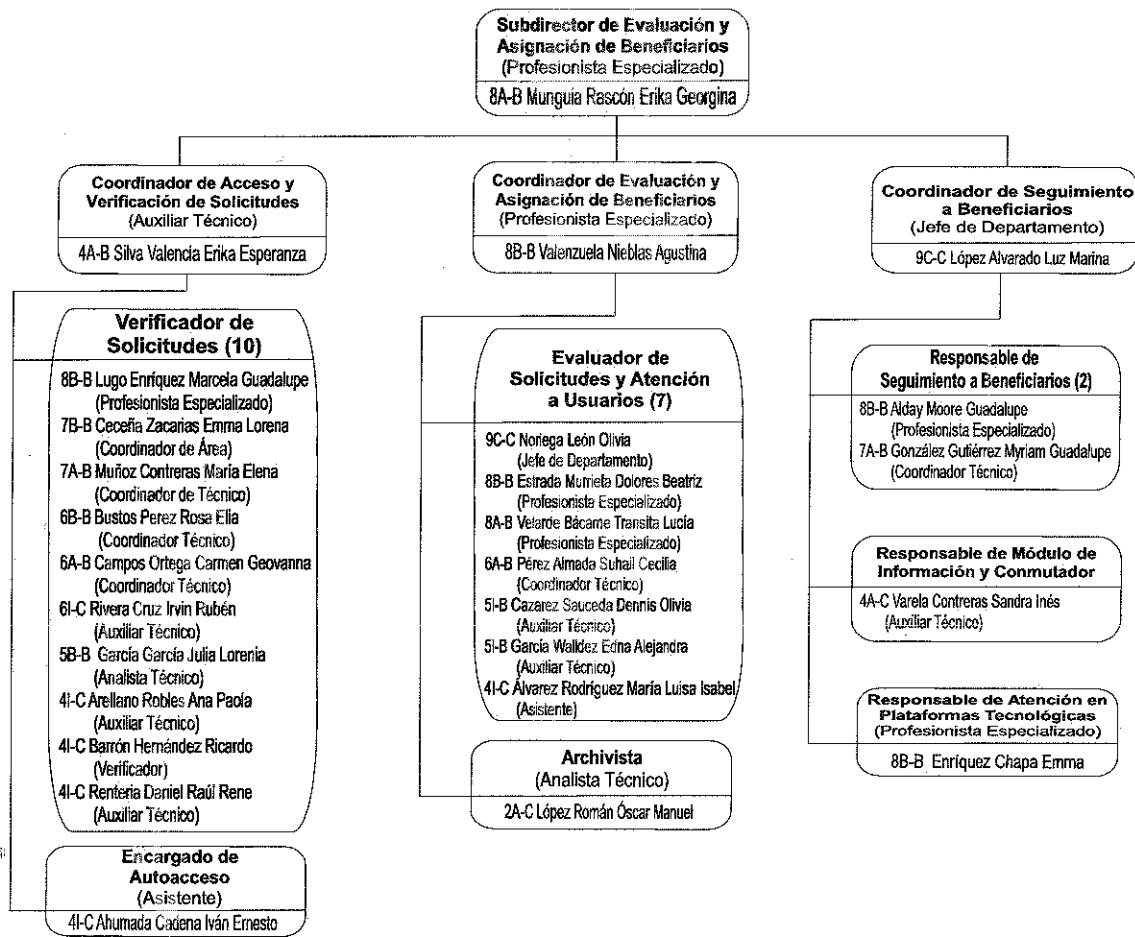 Subdirector de Evaluación y
Asignación de Beneficiarios
(Profesionista Especializado)
8A-B Munguía Rascón Erika Georgina
Coordinador de Acceso y
Verificación de Solicitudes
(Auxiliar Técnico)
4A-B Silva Valencia Erika Esperanza
Verificador de
Solicitudes (10)
8B-B Lugo Enríquez Marcela Guadalupe
(Profesionista Especializado)
7B-B Ceceña Zacarias Emma Lorena
(Coordinador de Área)
7A-B Muñoz Contreras María Elena
(Coordinador de Técnico)
6B-B Bustos Perez Rosa Elia
(Coordinador Técnico)
6A-B Campos Ortega Carmen Geovanna
(Coordinador Técnico)
6I-C Rivera Cruz Irvin Rubén
(Auxiliar Técnico)
5B-B García García Julia Lorenia
(Analista Técnico)
4I-C Arellano Robles Ana Paola
(Auxiliar Técnico)
4I-C Barrón Hernández Ricardo
(Verificador)
4I-C Renteria Daniel Raúl Rene
(Auxiliar Técnico)
Encargado de
Autoacceso
(Asistente)
4I-C Ahumada Cadena Iván Ernesto
Coordinador de Evaluación y
Asignación de Beneficiarios
(Profesionista Especializado)
8B-B Valenzuela Nieblas Agustina
Evaluador de
Solicitudes y Atención
a Usuarios (7)
9C-C Noriega León Olivia
(Jefe de Departamento)
8B-B Estrada Murrieta Dolores Beatriz
(Profesionista Especializado)
8A-B Velarde Bácame Transita Lucía
(Profesionista Especializado)
6A-B Pérez Almada Suhail Cecilia
(Coordinador Técnico)
5I-B Cazarez Sauceda Dennis Olivia
(Auxiliar Técnico)
5I-B García Walldez Edna Alejandra
(Auxiliar Técnico)
4I-C Álvarez Rodríguez María Luisa Isabel
(Asistente)
Archivista
(Analista Técnico)
2A-C López Román Óscar Manuel
Coordinador de Seguimiento
a Beneficiarios
(Jefe de Departamento)
9C-C López Alvarado Luz Marina
Responsable de
Seguimiento a Beneficiarios (2)
8B-B Alday Moore Guadalupe
(Profesionista Especializado)
7A-B González Gutiérrez Myriam Guadalupe
(Coordinador Técnico)
Responsable de Módulo de
Información y Conmutador
4A-C Varela Contreras Sandra Inés
(Auxiliar Técnico)
Responsable de Atención en
Plataformas Tecnológicas
(Profesionista Especializado)
8B-B Enríquez Chapa Emma